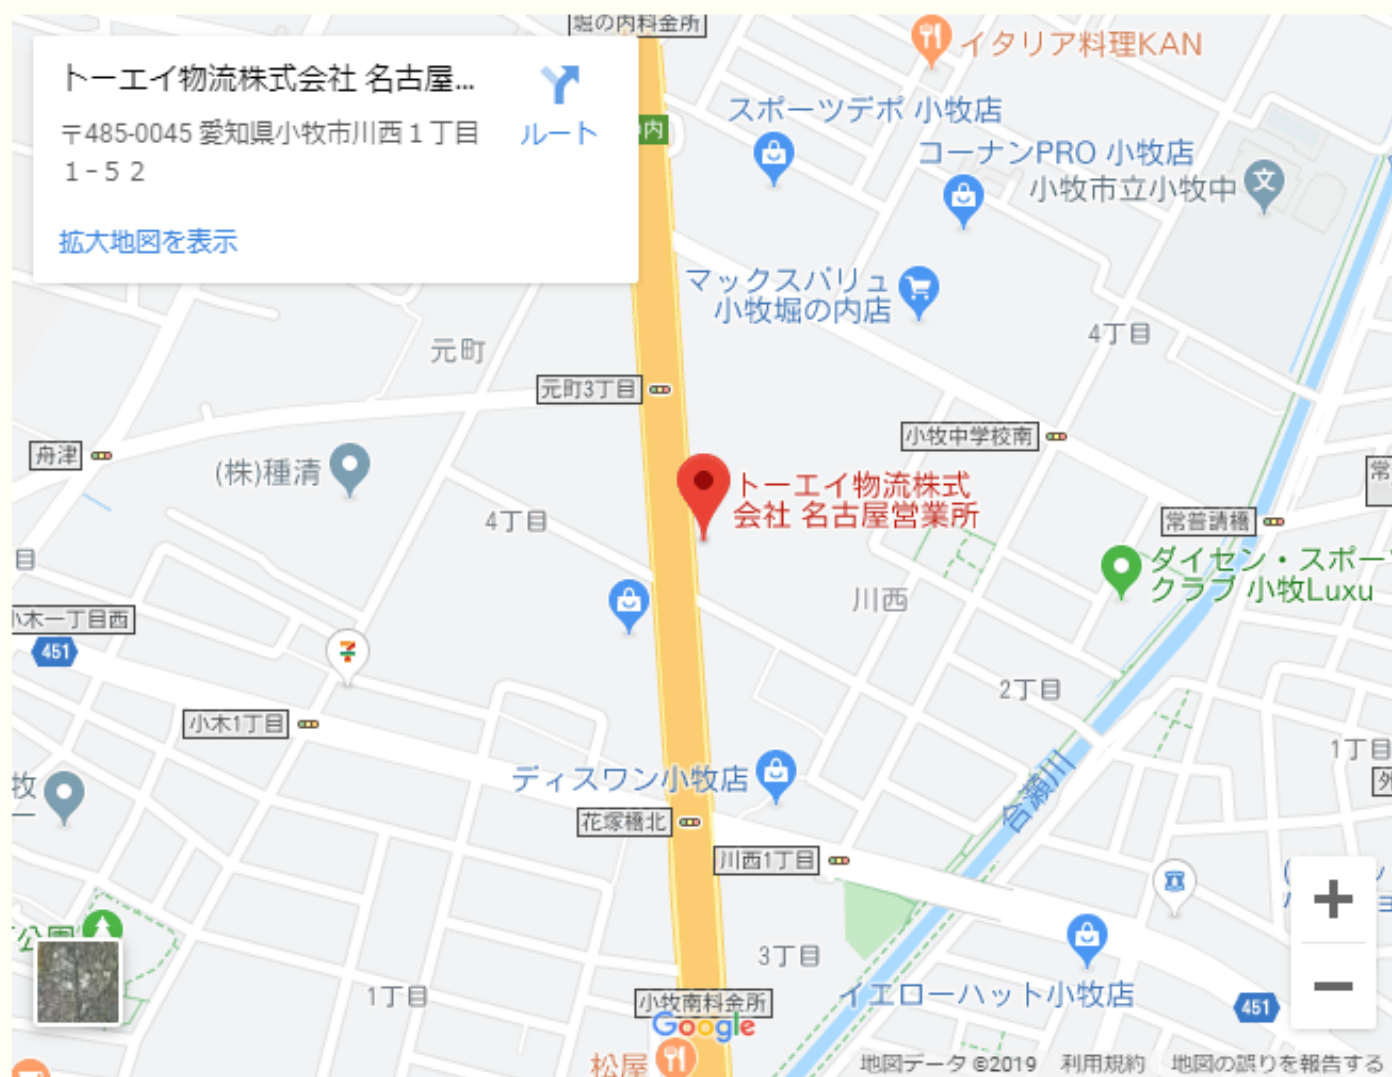 堀の内料金所
イタリア料理KAN
トーエイ物流株式会社 名古屋...
〒485-0045 愛知県小牧市川西１丁目
１-５２
ルート
拡大地図を表示
の内
スポーツデポ 小牧店
コーナンPRO 小牧店
小牧市立小牧中
文
マックスバリュ
小牧堀の内店
4丁目
元町
元町3丁目
小牧中学校南
舟津
(株)種清
トーエイ物流株式
会社 名古屋営業所
4丁目
常普請橋
常
目
ダイセン・スポー
クラブ 小牧Luxu
川西
小木一丁目西
451
7
小木1丁目
2丁目
1丁目
外
牧
ー
ディスワン小牧店
合瀬川
花塚橋北
川西1丁目
公園
3丁目
イエローハット小牧店
451
1丁目
小牧南料金所
Google
松屋
+
−
地図データ ©2019 利用規約 地図の誤りを報告する